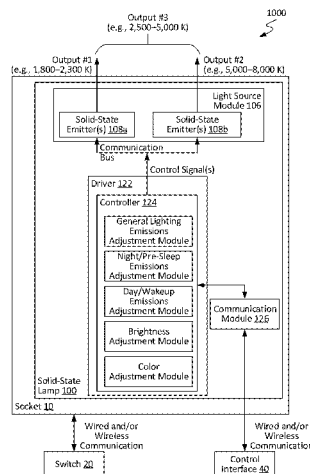 1000
Output #3
(e.g., 2,500–5,000 K)
Output #1
(e.g., 1,800–2,300 K)
Output #2
(e.g., 5,000–8,000 K)
Light Source
Module 106
Solid-State
Emitter(s) 108a
Solid-State
Emitter(s) 108b
Communication
Bus
Control Signal(s)
Driver 122
Controller 124
General Lighting
Emissions
Adjustment Module
Night/Pre-Sleep
Emissions
Adjustment Module
Day/Wakeup
Emissions
Adjustment Module
Brightness
Adjustment Module
Color
Adjustment Module
Communication
Module 126
Solid-State
Lamp 100
Socket 10
Wired and/or
Wireless
Communication
Wired and/or
Wireless
Communication
Switch 20
Control
Interface 40